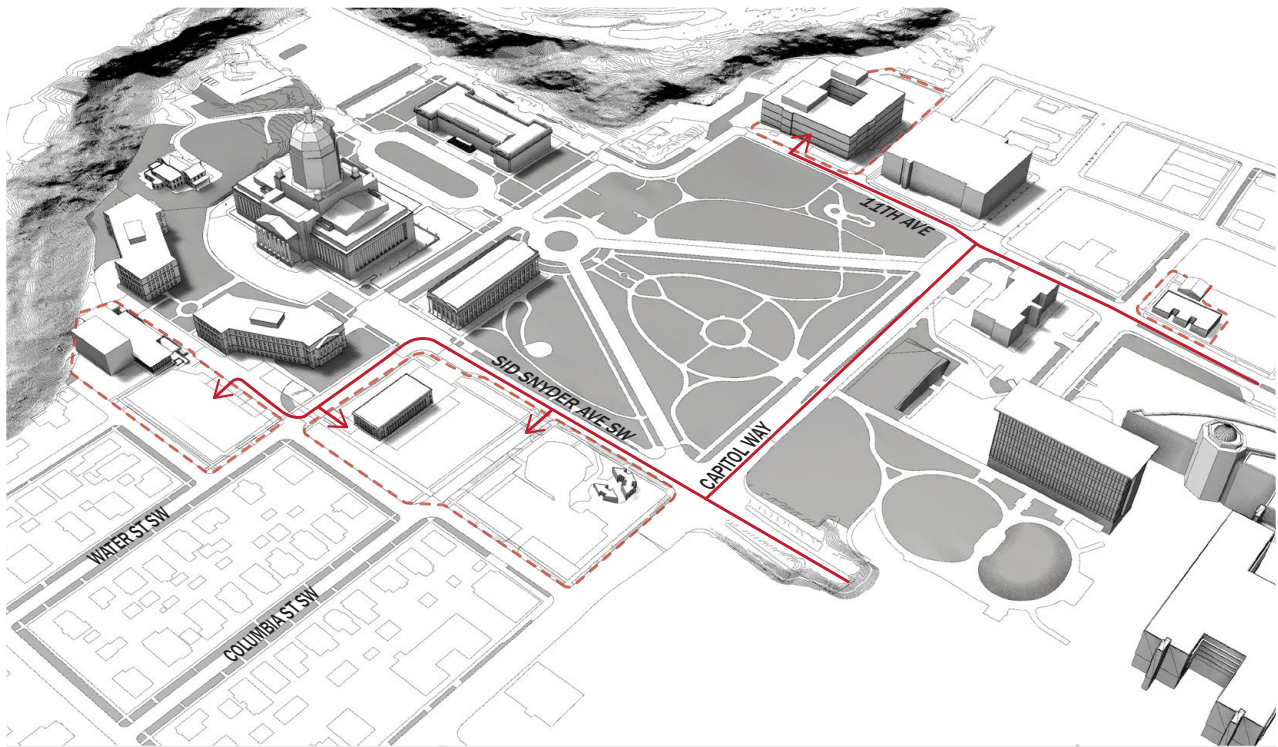 11TH AVE
SID SNYDER AVE SW
CAPITOL WAY
WATER ST SW
COLUMBIA ST SW